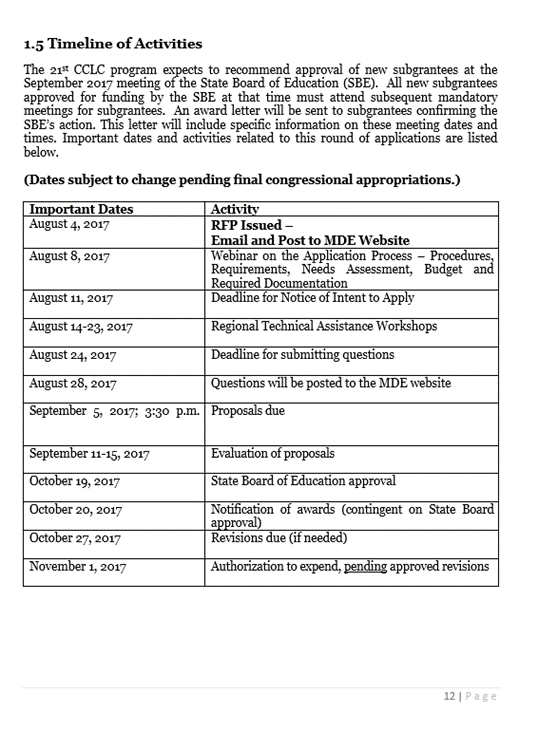 1.5 Timeline of Activities
The 21st CCLC program expects to recommend approval of new subgrantees at the
September 2017 meeting of the State Board of Education (SBE). All new subgrantees
approved for funding by the SBE at that time must attend subsequent mandatory
meetings for subgrantees. An award letter will be sent to subgrantees confirming the
SBE's action. This letter will include specific information on these meeting dates and
times. Important dates and activities related to this round of applications are listed
below.
(Dates subject to change pending final congressional appropriations.)
Important Dates Activity
August 4, 2017 RFP Issued –
Email and Post to MDE Website
August 8, 2017 Webinar on the Application Process – Procedures,
Requirements, Needs Assessment, Budget and
Required Documentation
August 11, 2017 Deadline for Notice of Intent to Apply
August 14-23, 2017 Regional Technical Assistance Workshops
August 24, 2017 Deadline for submitting questions
August 28, 2017 Questions will be posted to the MDE website
September 5, 2017; 3:30 p.m. Proposals due
September 11-15, 2017 Evaluation of proposals
October 19, 2017 State Board of Education approval
October 20, 2017 Notification of awards (contingent on State Board
approval)
October 27, 2017 Revisions due (if needed)
November 1, 2017 Authorization to expend, pending approved revisions
12 | Page